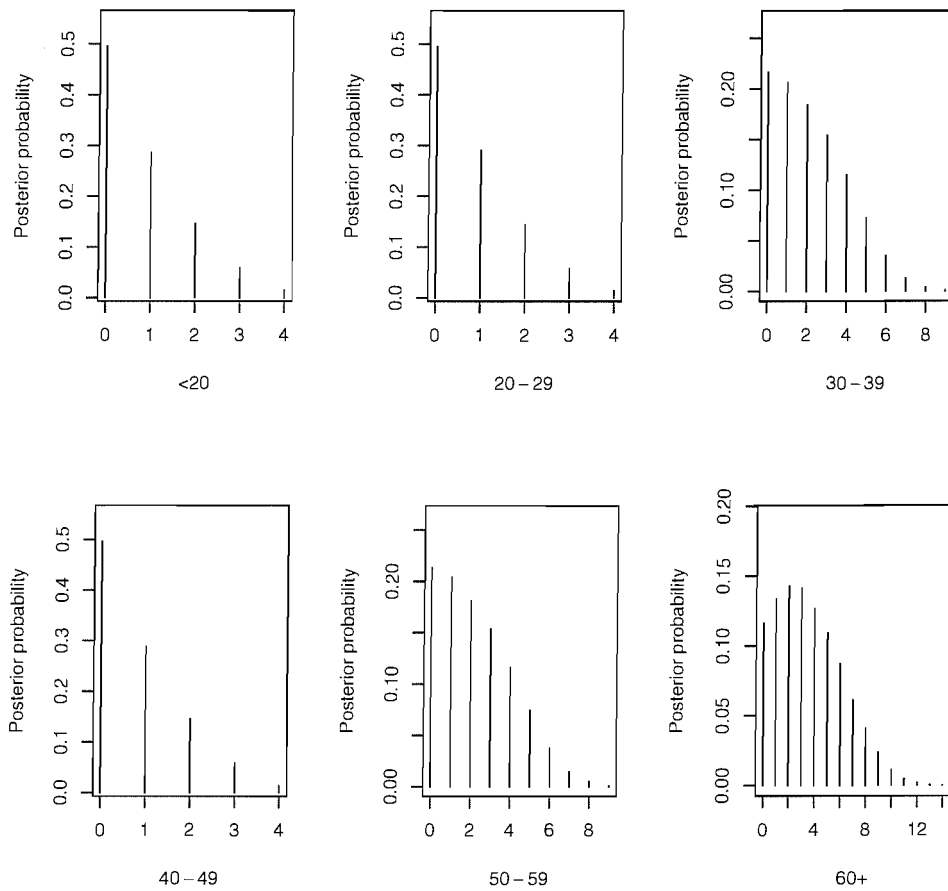 Posterior probability
0.0 0.1 0.2 0.3 0.4 0.5
0 1 2 3 4
<20
Posterior probability
0.0 0.1 0.2 0.3 0.4 0.5
0 1 2 3 4
20 – 29
Posterior probability
0.00 0.10 0.20
0 2 4 6 8
30 – 39
Posterior probability
0.0 0.1 0.2 0.3 0.4 0.5
0 1 2 3 4
40 – 49
Posterior probability
0.00 0.10 0.20
0 2 4 6 8
50 – 59
Posterior probability
0.00 0.05 0.10 0.15 0.20
0 4 8 12
60+